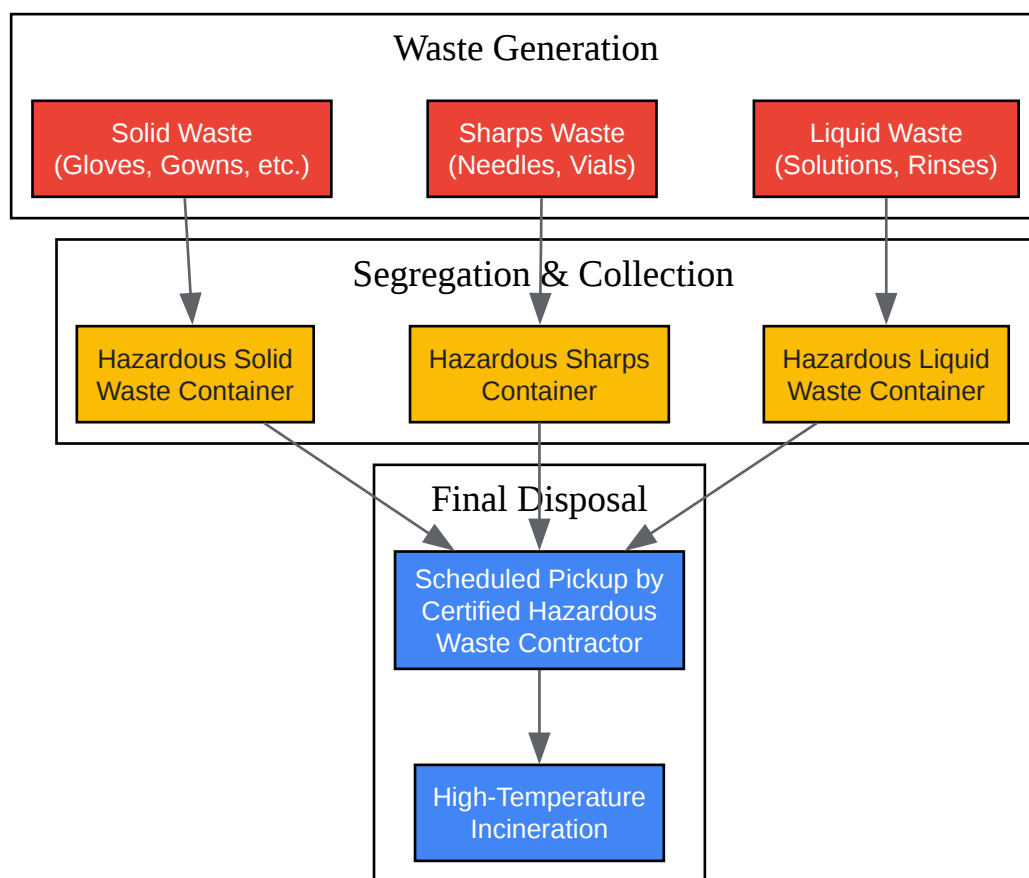 Waste Generation
Solid Waste
(Gloves, Gowns, etc.)
Sharps Waste
(Needles, Vials)
Liquid Waste
(Solutions, Rinses)
Segregation & Collection
Hazardous Solid
Waste Container
Hazardous Sharps
Container
Hazardous Liquid
Waste Container
Final Disposal
Scheduled Pickup by
Certified Hazardous
Waste Contractor
High-Temperature
Incineration